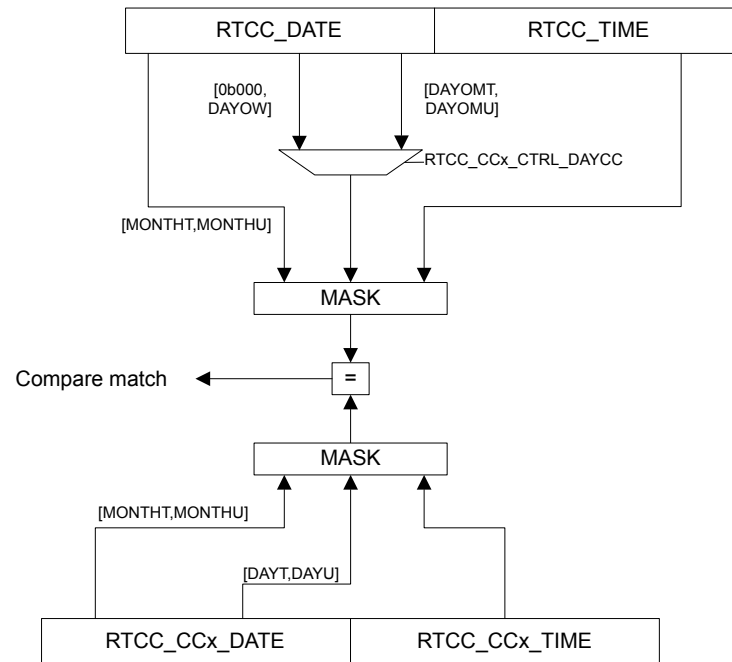 RTCC_DATE
RTCC_TIME
[0b000,
DAYOW]
[DAYOMT,
DAYOMU]
RTCC_CCx_CTRL_DAYCC
[MONTHT,MONTHU]
MASK
Compare match
=
MASK
[MONTHT,MONTHU]
[DAYT,DAYU]
RTCC_CCx_DATE
RTCC_CCx_TIME